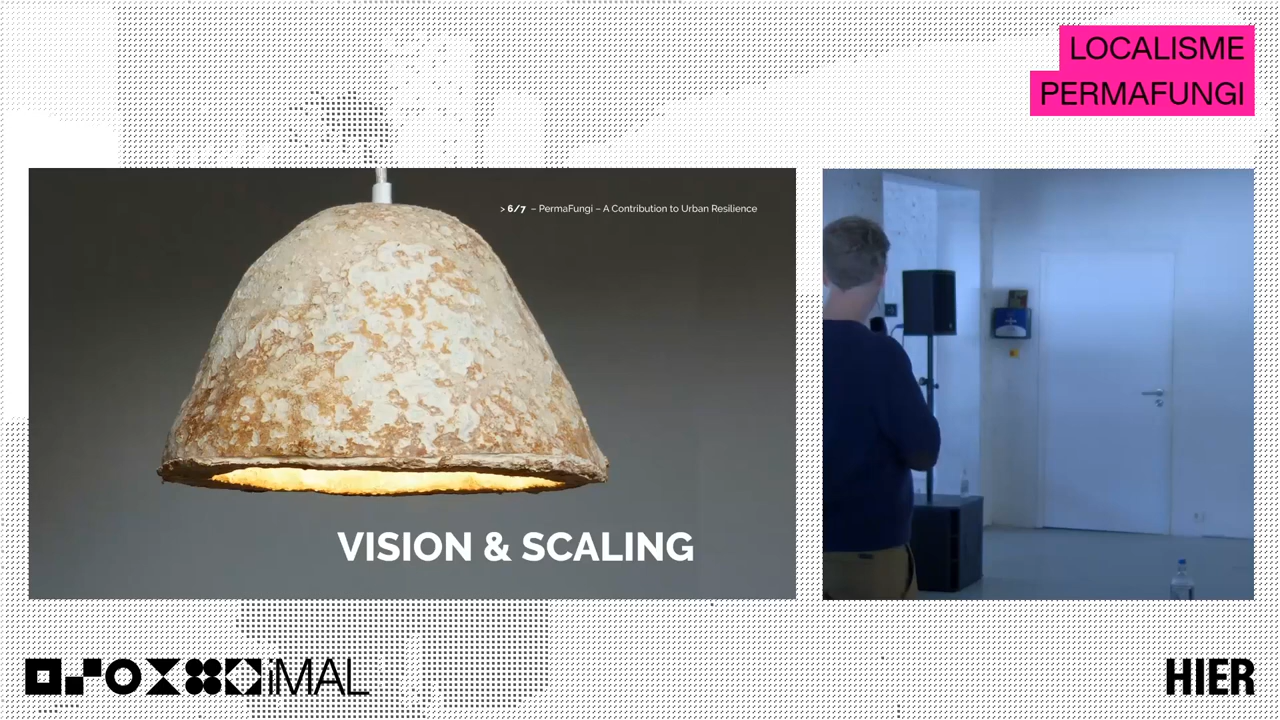 LOCALISME
PERMAFUNGI
> 6/7 – PermaFungi – A Contribution to Urban Resilience
VISION & SCALING
iMAL
HIER